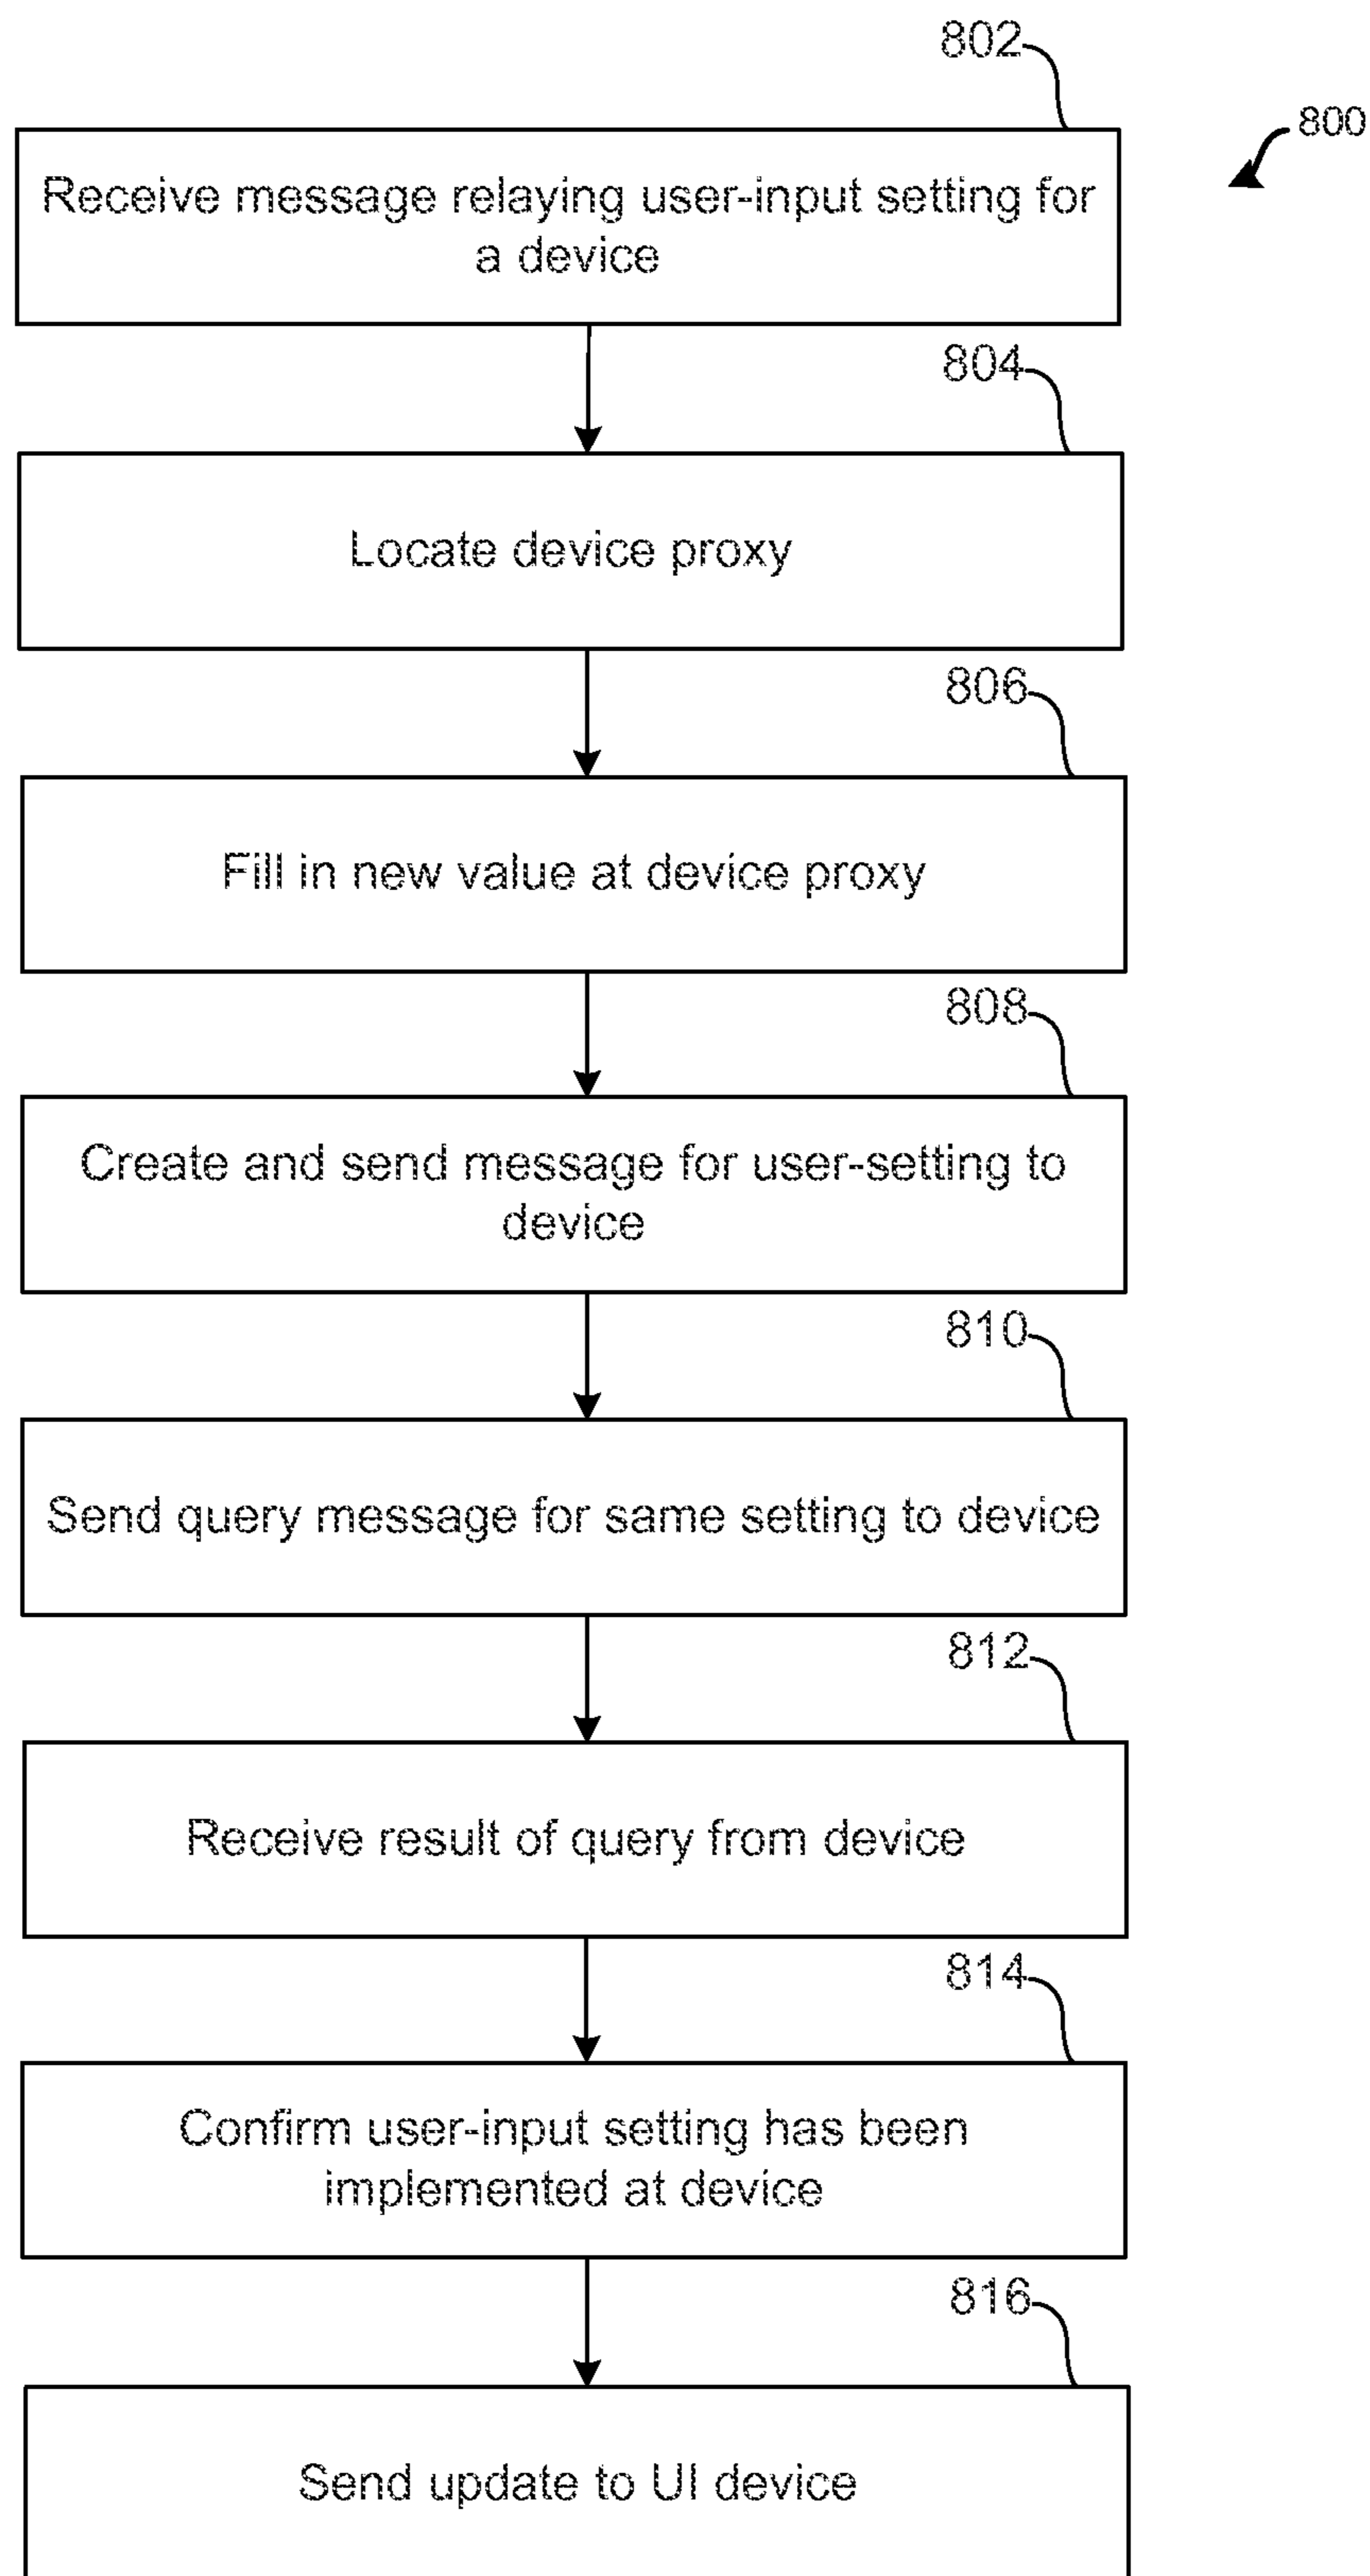 802
800
Receive message relaying user-input setting for
a device
804
Locate device proxy
806
Fill in new value at device proxy
808
Create and send message for user-setting to
device
810
Send query message for same setting to device
812
Receive result of query from device
814
Confirm user-input setting has been
implemented at device
816
Send update to UI device